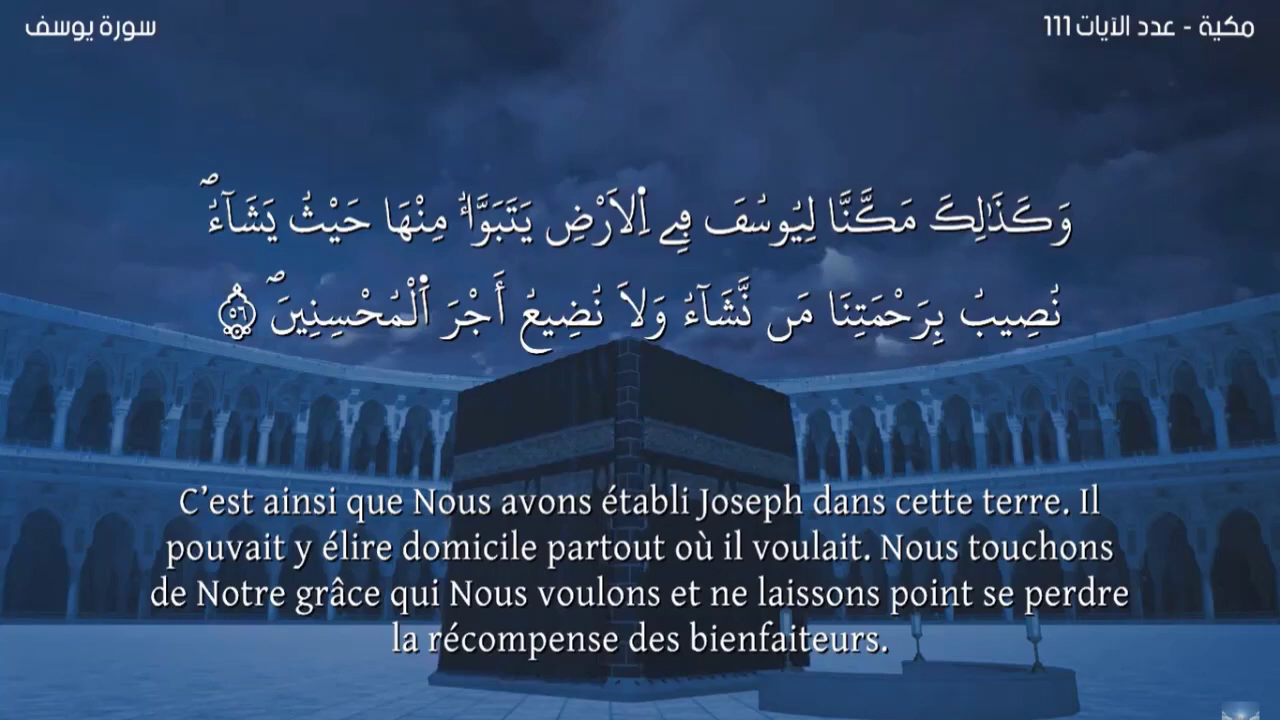 مكية - عدد الآيات 111
سورة يوسف
وَكَذَٰلِكَ مَكَّنَّا لِيُوسُفَ فِے اِ۬لَارْضِ يَتَبَوَّأُ مِنْهَا حَيْثُ يَشَآءُۖ
نُصِيبُ بِرَحْمَتِنَا مَن نَّشَآءُ وَلَا نُضِيعُ أَجْرَ اَ۬لْمُحْسِنِينَۖ ٥٦
C’est ainsi que Nous avons établi Joseph dans cette terre. Il
pouvait y élire domicile partout où il voulait. Nous touchons
de Notre grâce qui Nous voulons et ne laissons point se perdre
la récompense des bienfaiteurs.